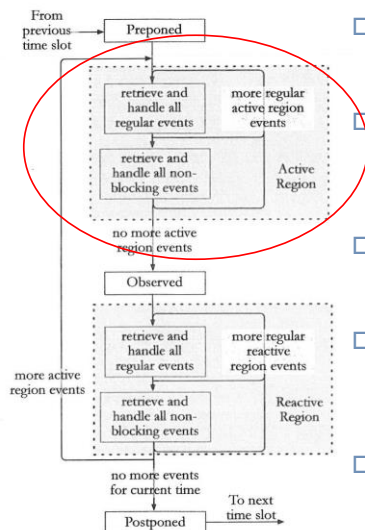 From
previous
time slot
Preponed
retrieve and
handle all
regular events
more regular
active region
events
retrieve and
handle all non-
blocking events
Active
Region
no more active
region events
Observed
retrieve and
handle all
regular events
more regular
reactive
region events
more active
region events
retrieve and
handle all non-
blocking events
Reactive
Region
no more events
for current time
To next
time slot
Postponed